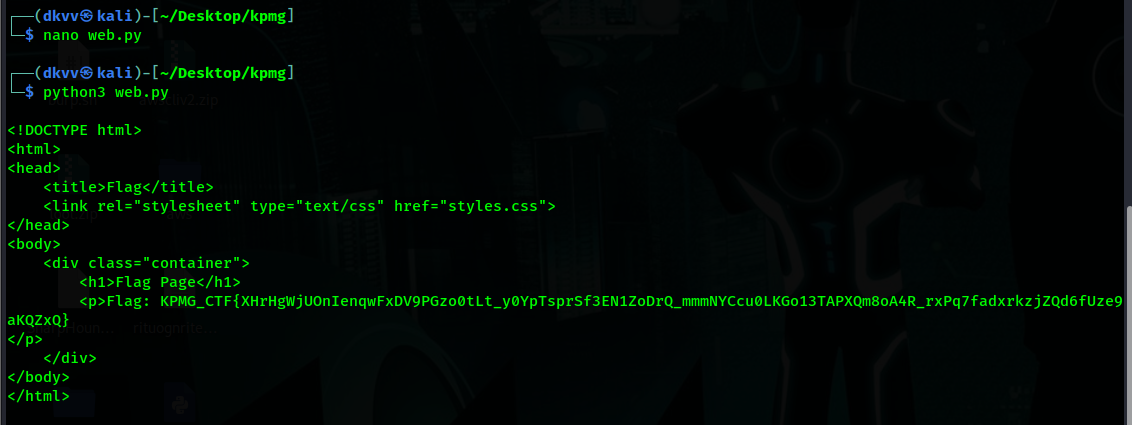 ┌──(dkvv㉿kali)-[~/Desktop/kpmg]
└─$ nano web.py
┌──(dkvv㉿kali)-[~/Desktop/kpmg]
└─$ python3 web.py
<!DOCTYPE html>
<html>
<head>
    <title>Flag</title>
    <link rel="stylesheet" type="text/css" href="styles.css">
</head>
<body>
    <div class="container">
        <h1>Flag Page</h1>
        <p>Flag: KPMG_CTF{XHrHgWjUOnIenqwFxDV9PGzo0tLt_y0YpTsprSf3EN1ZoDrQ_mmmNYCcu0LKGo13TAPXQm8oA4R_rxPq7fadxrkzjZQd6fUze9
aKQZxQ}
</p>
    </div>
</body>
</html>